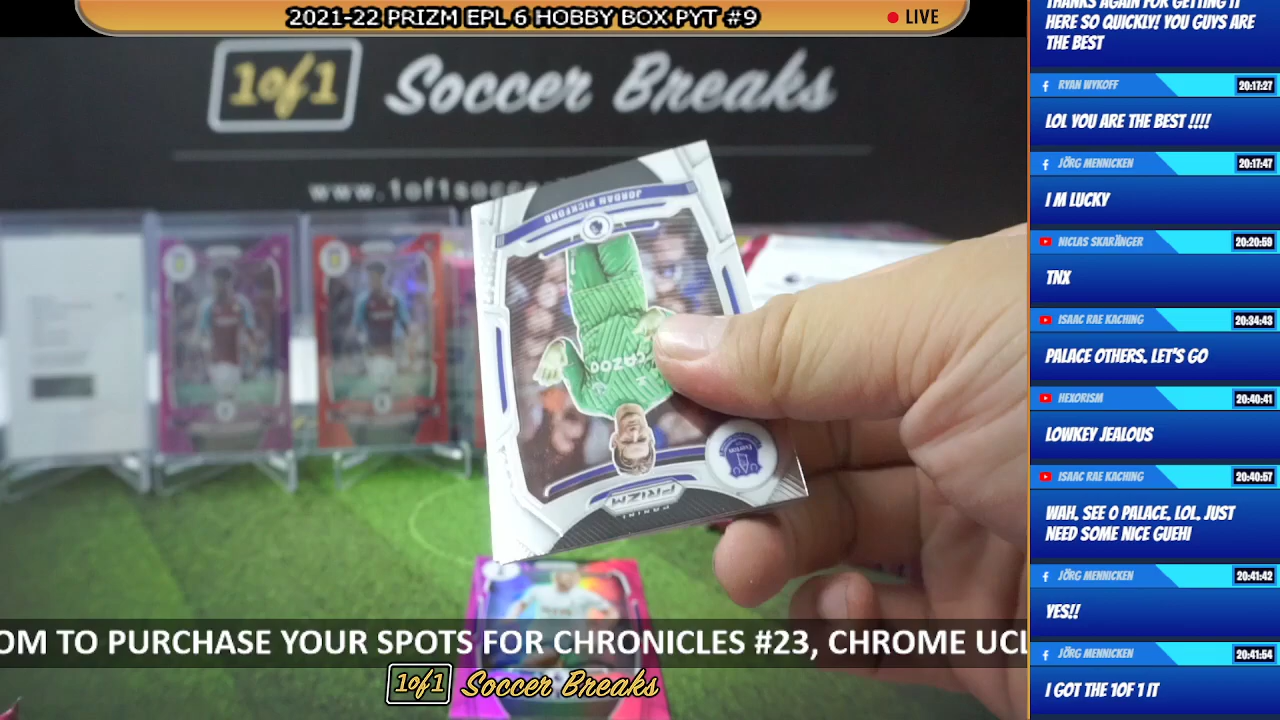 2021-22 PRIZM EPL 6 HOBBY BOX PYT #9
LIVE
1of1 Soccer Breaks
www.1of1socce
JORDAN PICKFORD
CAZOO
Everton
PRIZM
PANINI
OM TO PURCHASE YOUR SPOTS FOR CHRONICLES #23, CHROME UCL
1of1 Soccer Breaks
THANKS AGAIN FOR GETTING IT
HERE SO QUICKLY! YOU GUYS ARE
THE BEST
RYAN WYKOFF 20:17:27
LOL YOU ARE THE BEST !!!!
JÖRG MENNICKEN 20:17:47
I M LUCKY
NICLAS SKARÄNGER 20:20:59
TNX
ISAAC RAE KACHING 20:34:43
PALACE OTHERS. LET'S GO
HEXORISM 20:40:41
LOWKEY JEALOUS
ISAAC RAE KACHING 20:40:57
WAH, SEE O PALACE, LOL, JUST
NEED SOME NICE GUEHI
JÖRG MENNICKEN 20:41:42
YES!!
JÖRG MENNICKEN 20:41:54
I GOT THE 1OF 1 IT